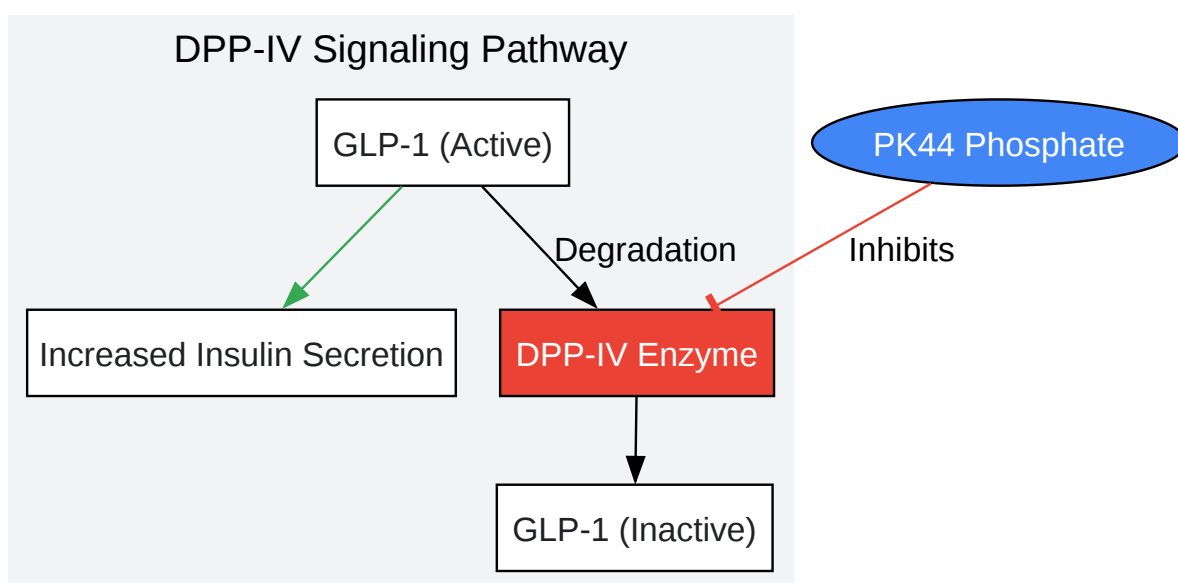 DPP-IV Signaling Pathway
GLP-1 (Active)
PK44 Phosphate
Degradation
Inhibits
Increased Insulin Secretion
DPP-IV Enzyme
GLP-1 (Inactive)